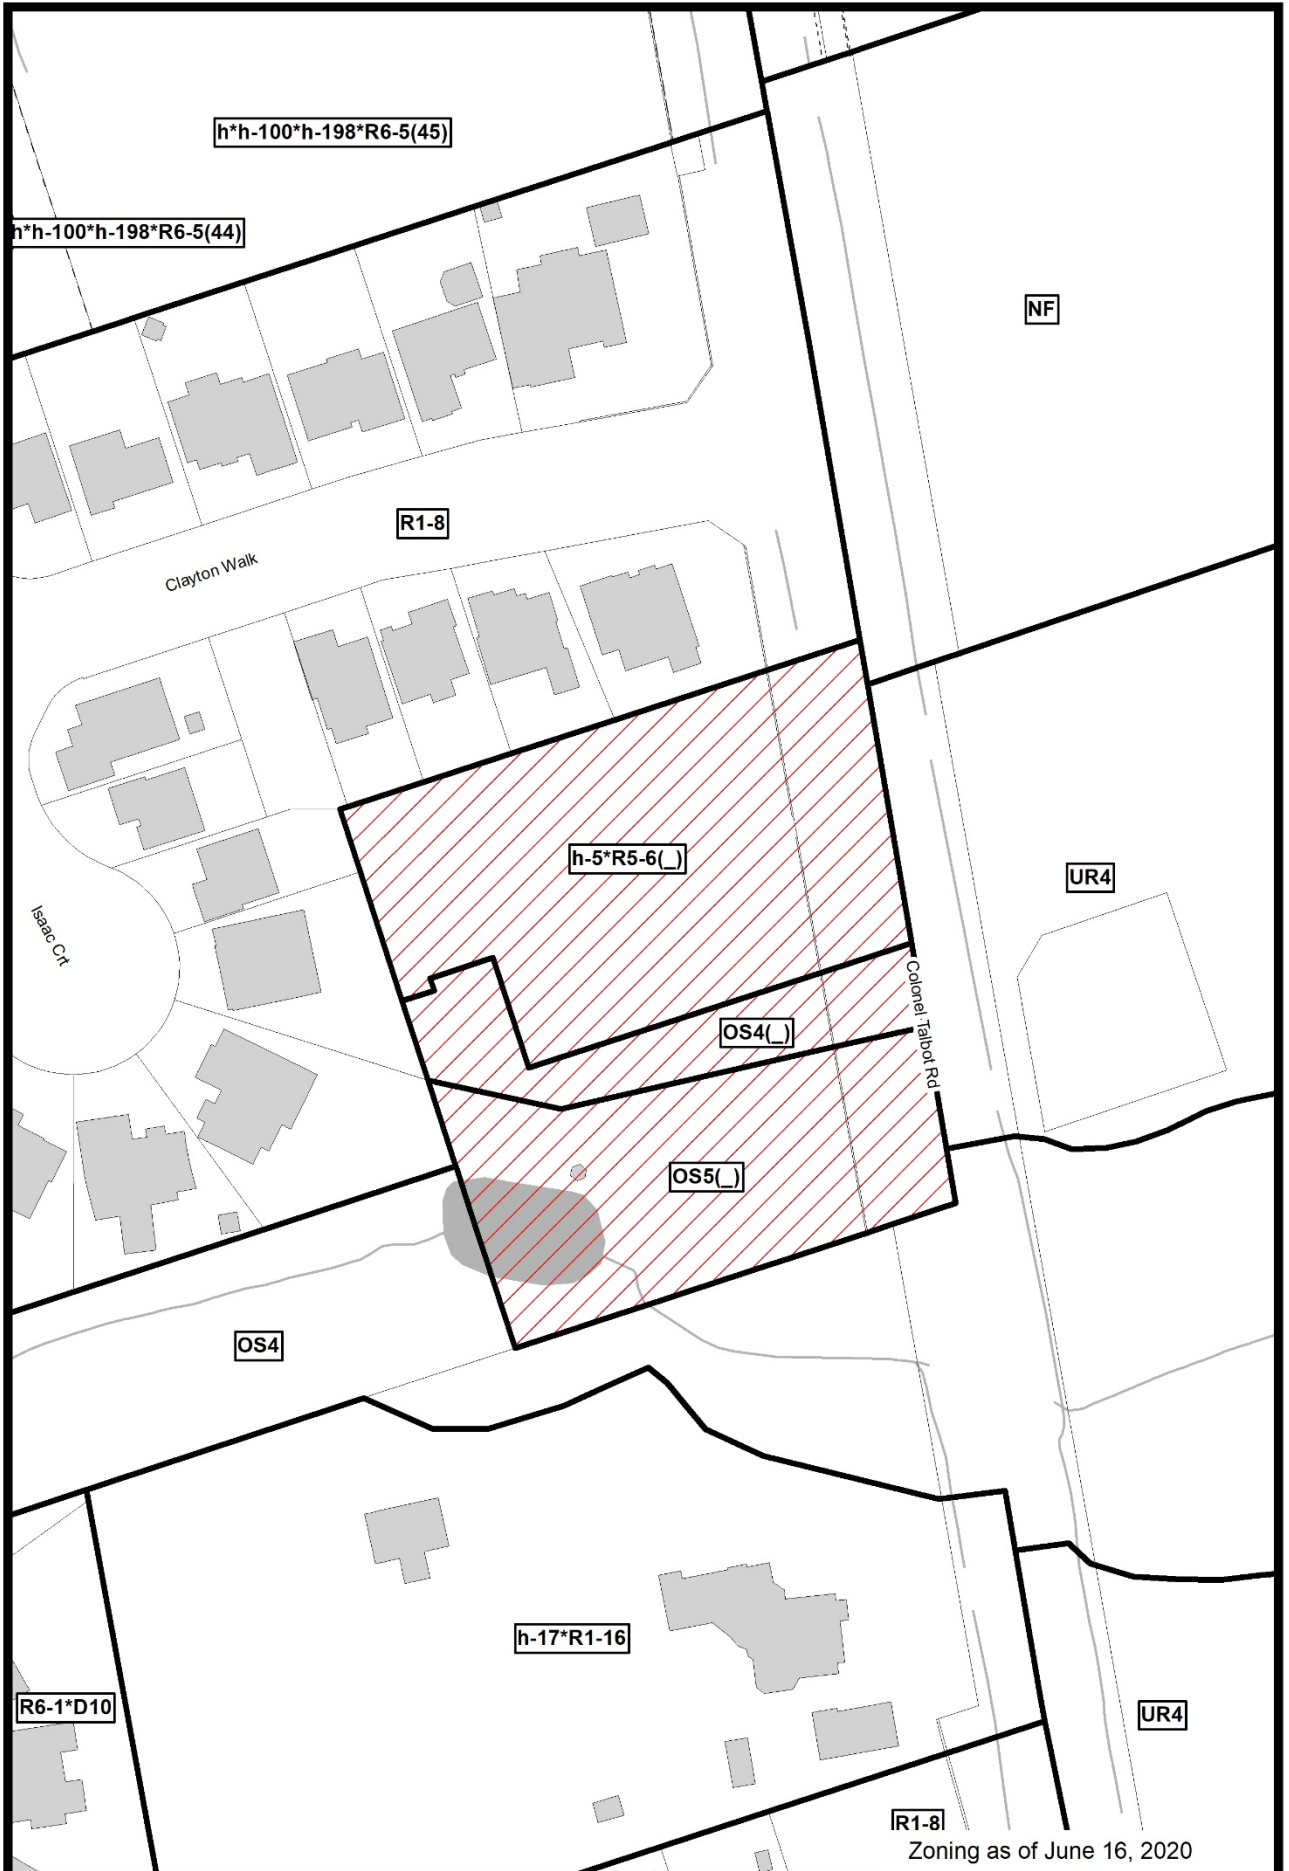 h*h-100*h-198*R6-5(45)
h*h-100*h-198*R6-5(44)
NF
R1-8
Clayton Walk
h-5*R5-6(_)
UR4
Isaac Crt
Colonel Talbot Rd
OS4(_)
OS5(_)
OS4
h-17*R1-16
R6-1*D10
UR4
R1-8
Zoning as of June 16, 2020